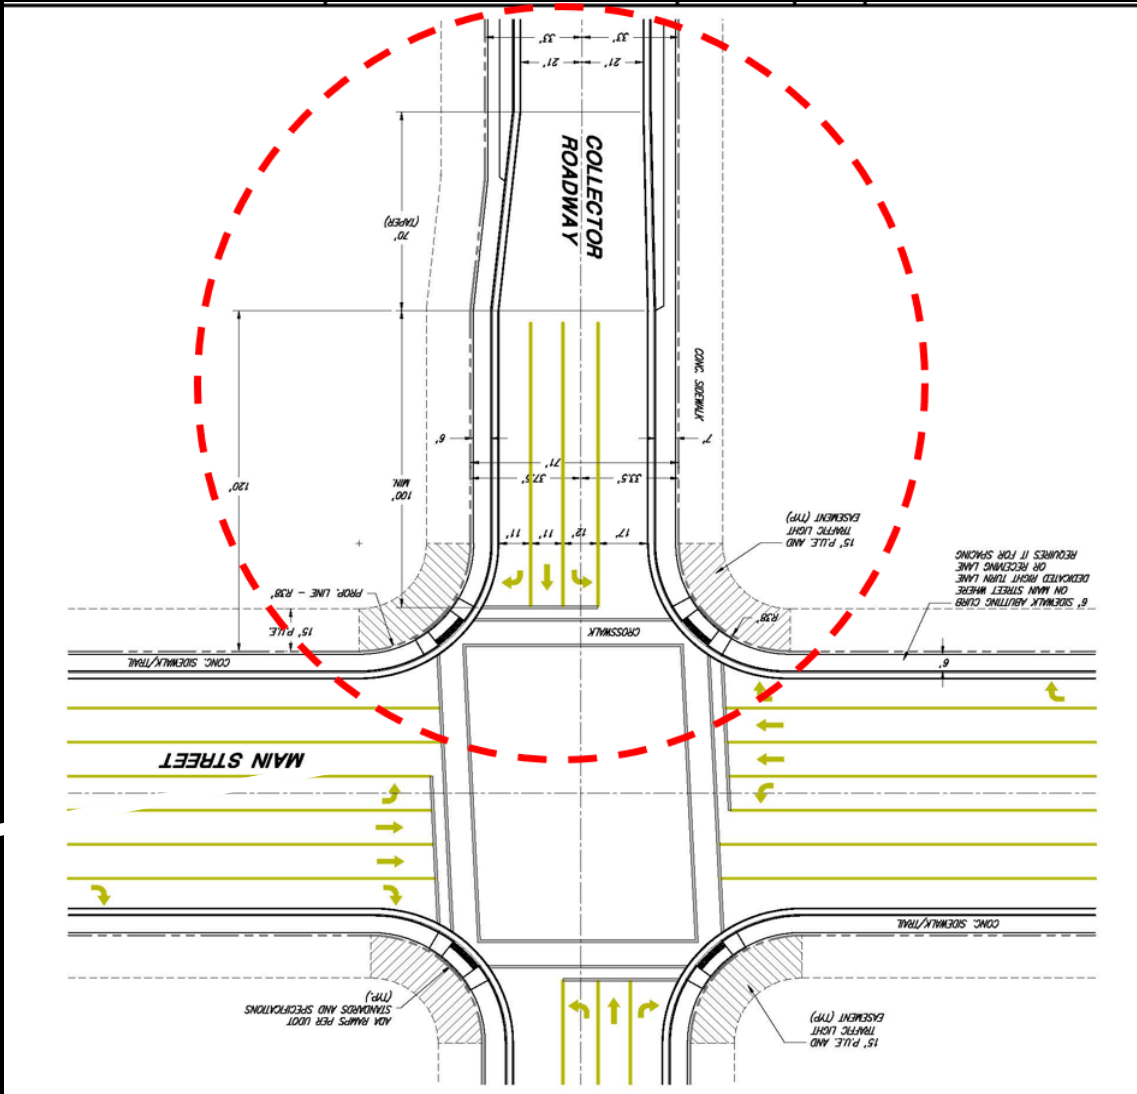 33'
33'
21'
21'
COLLECTOR
ROADWAY
70'
(TAPER)
CONC. SIDEWALK
6'
7'
71'
37.5'
33.5'
120'
100'
MIN.
11'
11'
12'
17'
15' P.U.E. AND
TRAFFIC LIGHT
EASEMENT (TYP)
6' SIDEWALK ABUTTING CURB
ON MAIN STREET WHERE
DEDICATED RIGHT TURN LANE
OR RECEIVING LANE
REQUIRES IT FOR SPACING
PROP. LINE - R38'
R38'
15' P.U.E.
CROSSWALK
CONC. SIDEWALK/TRAIL
6'
MAIN STREET
CONC. SIDEWALK/TRAIL
ADA RAMPS PER UDOT
STANDARDS AND SPECIFICATIONS
(TYP.)
15' P.U.E. AND
TRAFFIC LIGHT
EASEMENT (TYP)